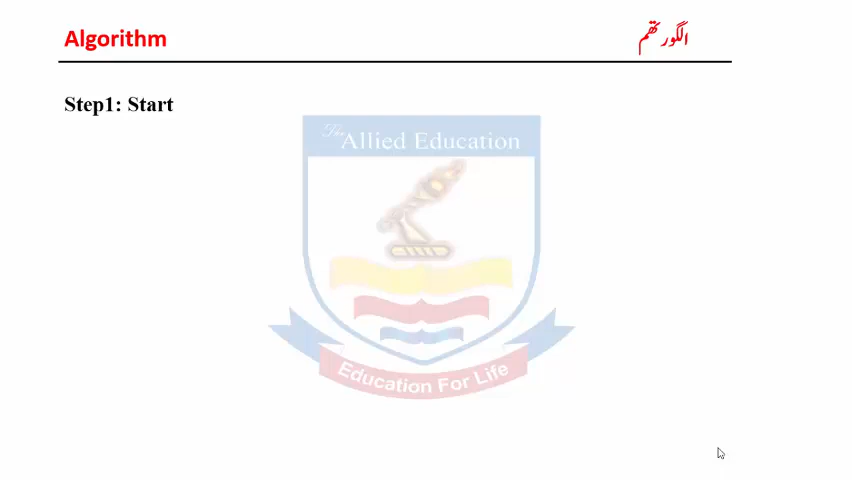 Algorithm
الگورتھم
Step1: Start
The Allied Education
Education For Life